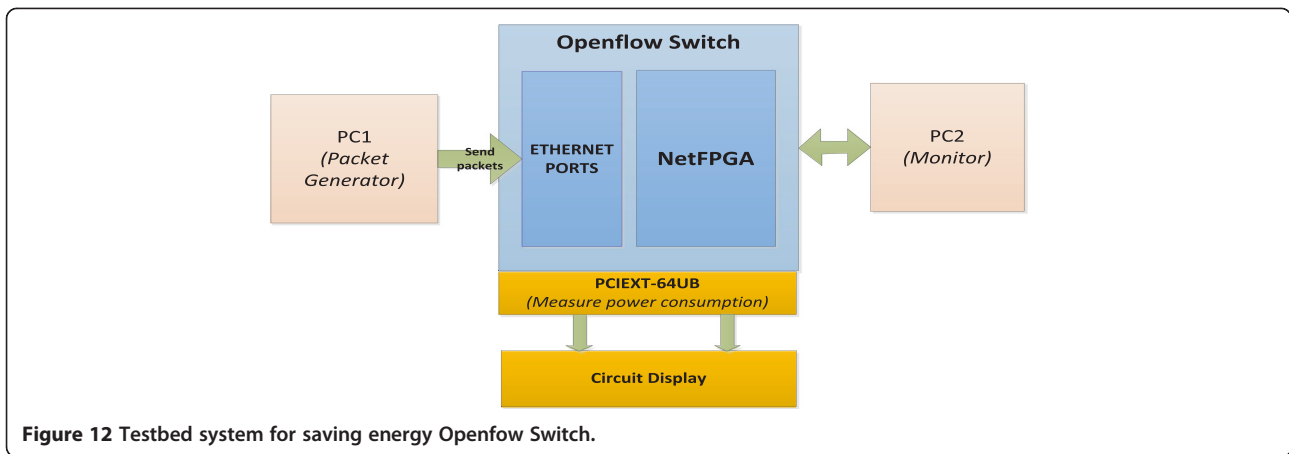 Openflow Switch
PC1
(Packet
Generator)
Send
packets
ETHERNET
PORTS
NetFPGA
PC2
(Monitor)
PCIEXT-64UB
(Measure power consumption)
Circuit Display
Figure 12 Testbed system for saving energy Openfow Switch.